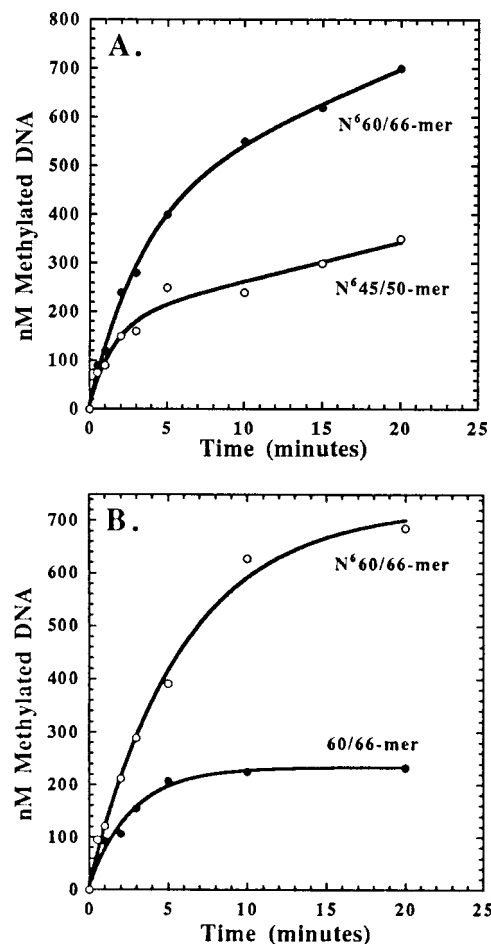 A.
800
700
600
500
400
300
200
100
0
nM Methylated DNA
N⁶60/66-mer
N⁶45/50-mer
0 5 10 15 20 25
Time (minutes)
B.
700
600
500
400
300
200
100
0
nM Methylated DNA
N⁶60/66-mer
60/66-mer
0 5 10 15 20 25
Time (minutes)